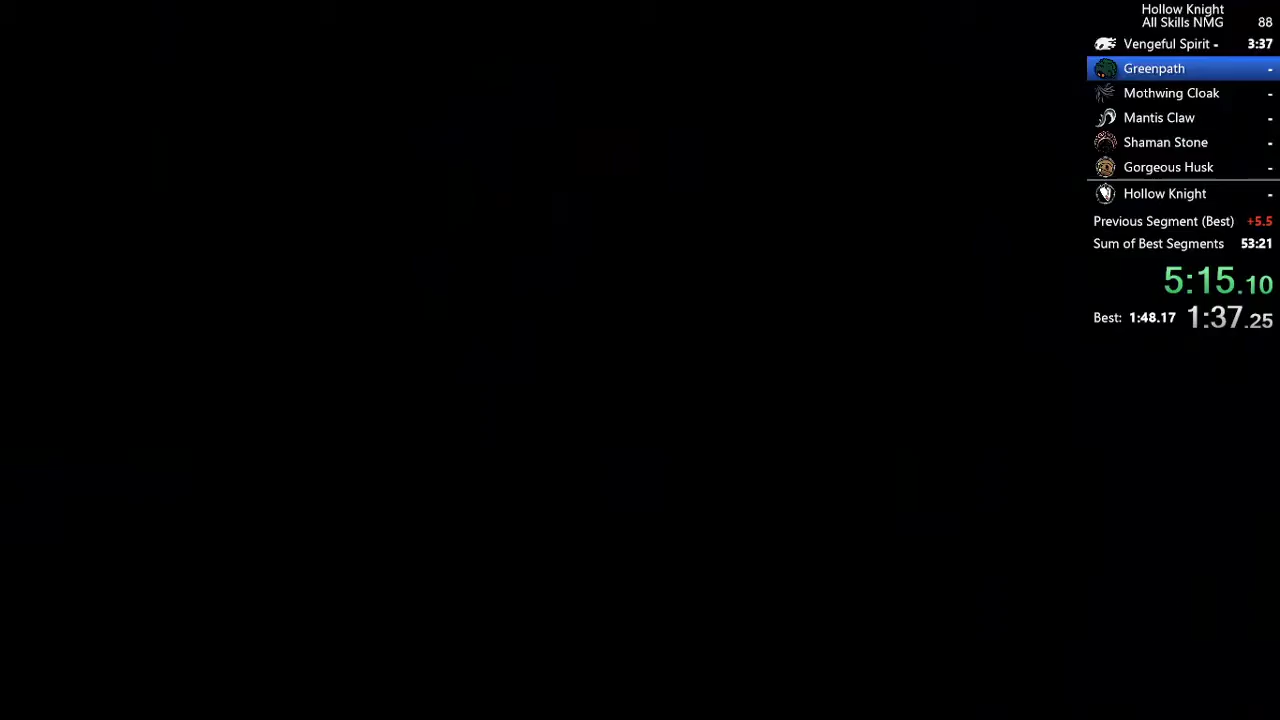 Hollow Knight
All Skills NMG 88
Vengeful Spirit - 3:37
Greenpath -
Mothwing Cloak -
Mantis Claw -
Shaman Stone -
Gorgeous Husk -
Hollow Knight -
Previous Segment (Best) +5.5
Sum of Best Segments 53:21
5:15.10
Best: 1:48.17 1:37.25